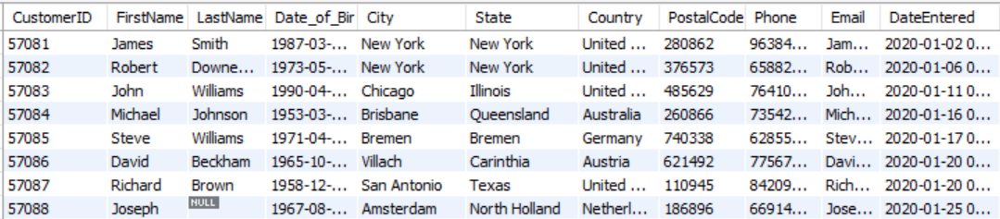 CustomerID FirstName LastName Date_of_Bir City State Country PostalCode Phone Email DateEntered
57081 James Smith 1987-03-... New York New York United ... 280862 96384... Jam... 2020-01-02 0...
57082 Robert Downe... 1973-05-... New York New York United ... 376573 65882... Rob... 2020-01-06 0...
57083 John Williams 1990-04-... Chicago Illinois United ... 485629 76410... Joh... 2020-01-11 0...
57084 Michael Johnson 1953-03-... Brisbane Queensland Australia 260866 73542... Mich... 2020-01-16 0...
57085 Steve Williams 1971-04-... Bremen Bremen Germany 740338 62855... Stev... 2020-01-17 0...
57086 David Beckham 1965-10-... Villach Carinthia Austria 621492 77567... Davi... 2020-01-20 0...
57087 Richard Brown 1958-12-... San Antonio Texas United ... 110945 84209... Rich... 2020-01-20 0...
57088 Joseph NULL 1967-08-... Amsterdam North Holland Netherl... 186896 66914... Jose... 2020-01-25 0...